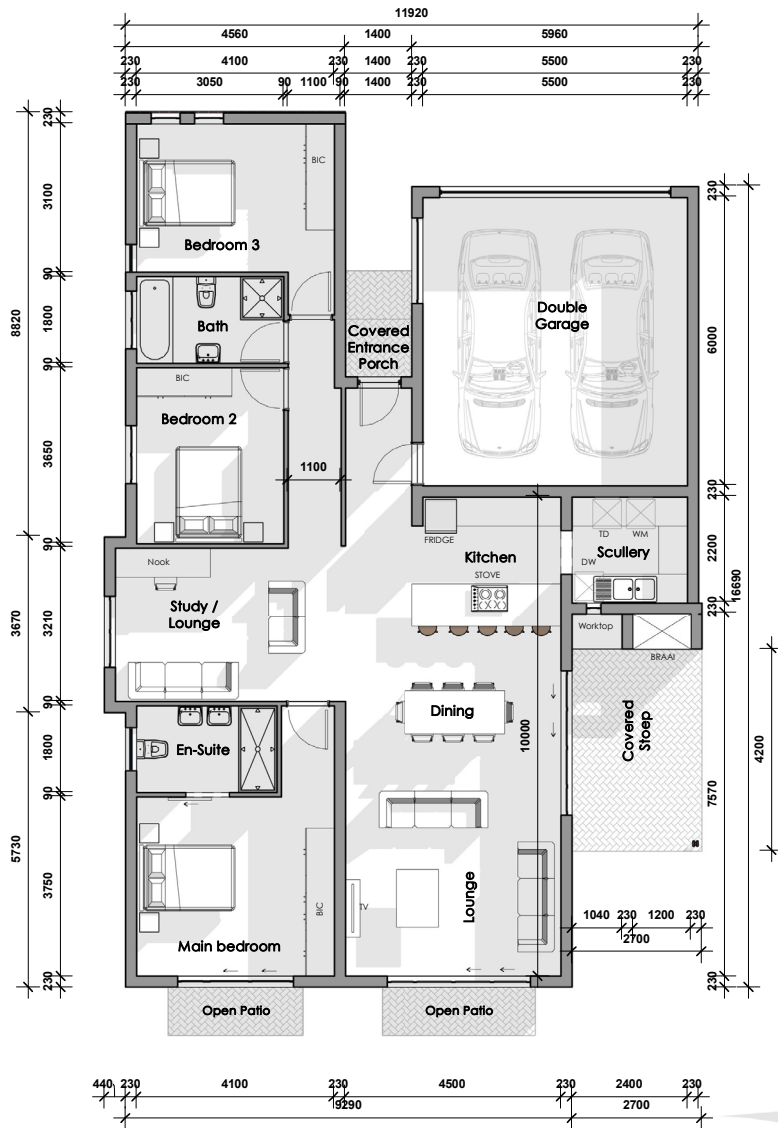 11920
4560 1400 5960
230 4100 230 1400 230 5500 230
230 3050 90 1100 90 1400 230 5500 230
230
3100
90
1800
90
3650
90
3210
90
1800
90
3750
230
8820
3670
5730
BIC
Bedroom 3
Bath
Covered
Entrance
Porch
Double
Garage
BIC
Bedroom 2
1100
FRIDGE
Kitchen
STOVE
TD WM
Scullery
DW
Nook
Study /
Lounge
Worktop
BRAAI
Dining
10000
Covered
Stoep
En-Suite
BIC
TV
Lounge
Main bedroom
Open Patio
Open Patio
230
6000
230
2200
230
7570
230
16690
4200
1040 230 1200 230
2700
440 230 4100 230 4500 230 2400 230
9290 2700